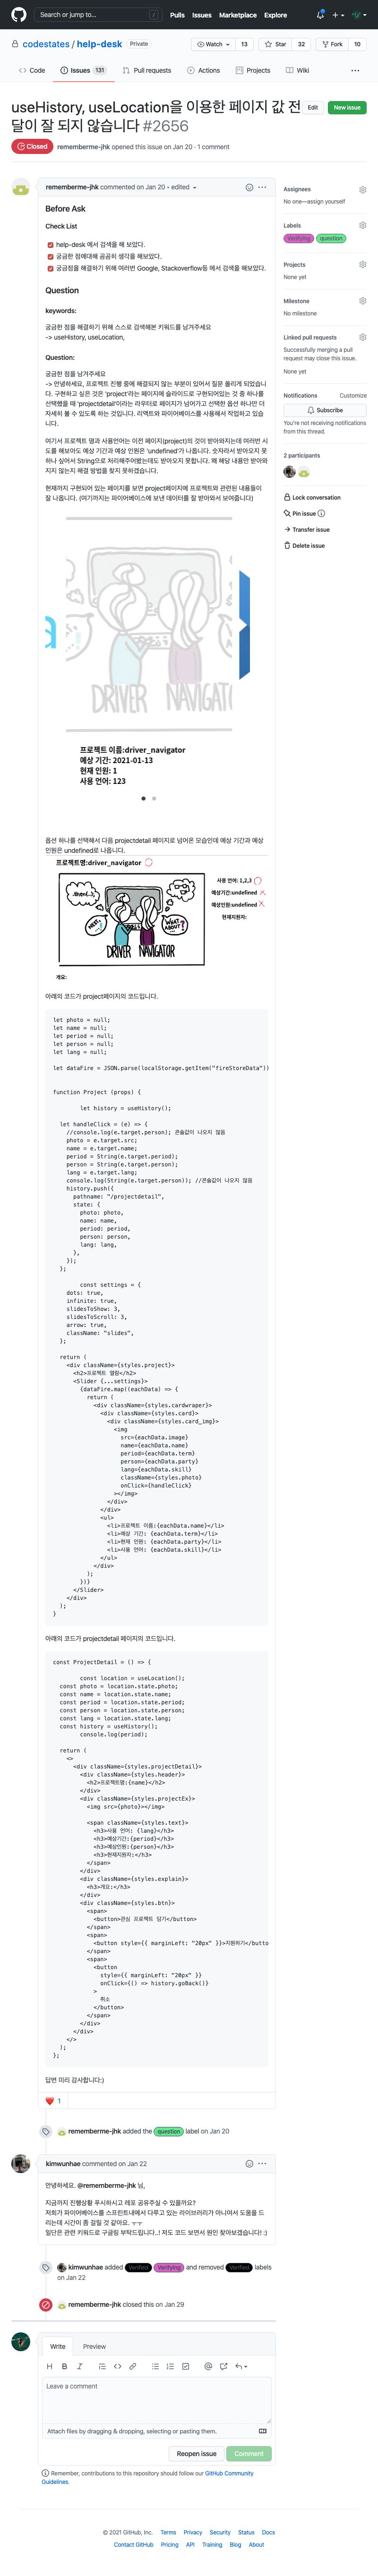 Search or jump to...
/
Pulls Issues Marketplace Explore
codestates / help-desk Private
Watch 13 Star 32 Fork 10
Code Issues 131 Pull requests Actions Projects Wiki
useHistory, useLocation을 이용한 페이지 값 전
달이 잘 되지 않습니다 #2656
Edit New issue
Closed rememberme-jhk opened this issue on Jan 20 · 1 comment
rememberme-jhk commented on Jan 20 • edited
Before Ask
Check List
help-desk 에서 검색을 해 보았다.
궁금한 점에대해 곰곰히 생각을 해보았다.
궁금점을 해결하기 위해 여러번 Google, Stackoverflow등 에서 검색을 해보았다.
Question
keywords:
궁금한 점을 해결하기 위해 스스로 검색해본 키워드를 남겨주세요
-> useHistory, useLocation,
Question:
궁금한 점을 남겨주세요
-> 안녕하세요, 프로젝트 진행 중에 해결되지 않는 부분이 있어서 질문 올리게 되었습니
다. 구현하고 싶은 것은 'project'라는 페이지에 슬라이드로 구현되어있는 것 중 하나를
선택했을 때 'projectdetail'이라는 리우터로 페이지가 넘어가고 선택한 옵션 하나만 더
자세히 볼 수 있도록 하는 것입니다. 리액트와 파이어베이스를 사용해서 작업하고 있습
니다.
여기서 프로젝트 명과 사용언어는 이전 페이지(project)의 것이 받아와지는데 여러번 시
도를 해보아도 예상 기간과 예상 인원은 'undefined'가 나옵니다. 숫자라서 받아오지 못
하나 싶어서 String으로 처리해주어봤는데도 받아오지 못합니다. 왜 해당 내용만 받아와
지지 않는지 해결 방법을 찾지 못하겠습니다.
현재까지 구현되어 있는 페이지를 보면 project페이지에 프로젝트와 관련된 내용들이
잘 나옵니다. (여기까지는 파이어베이스에 보낸 데이터를 잘 받아와서 보여줍니다)
DRIVER
프로젝트 이름:driver_navigator
예상 기간: 2021-01-13
현재 인원: 1
사용 언어: 123
옵션 하나를 선택해서 다음 projectdetail 페이지로 넘어온 모습인데 예상 기간과 예상
인원은 undefined로 나옵니다.
프로젝트명:driver_navigator
사용 언어: 1,2,3
예상기간:undefined
예상인원:undefined
현재지원자:
DRIVER NAVIGATOR
개요:
아래의 코드가 project페이지의 코드입니다.
let photo = null;
let name = null;
let period = null;
let person = null;
let lang = null;
let dataFire = JSON.parse(localStorage.getItem("fireStoreData"))
function Project (props) {
let history = useHistory();
let handleClick = (e) => {
//console.log(e.target.person); 콘솔값이 나오지 않음
photo = e.target.src;
name = e.target.name;
period = String(e.target.period);
person = String(e.target.person);
lang = e.target.lang;
console.log(String(e.target.person)); //콘솔값이 나오지 않음
history.push({
pathname: "/projectdetail",
state: {
photo: photo,
name: name,
period: period,
person: person,
lang: lang,
},
});
};
const settings = {
dots: true,
infinite: true,
slidesToShow: 3,
slidesToScroll: 3,
arrow: true,
className: "slides",
};
return (
<div className={styles.project}>
<h2>프로젝트 열람</h2>
<Slider {...settings}>
{dataFire.map((eachData) => {
return (
<div className={styles.cardwraper}>
<div className={styles.card}>
<div className={styles.card_img}>
<img
src={eachData.image}
name={eachData.name}
period={eachData.term}
person={eachData.party}
lang={eachData.skill}
className={styles.photo}
onClick={handleClick}
></img>
</div>
</div>
<ul>
<li>프로젝트 이름:{eachData.name}</li>
<li>예상 기간: {eachData.term}</li>
<li>현재 인원: {eachData.party}</li>
<li>사용 언어: {eachData.skill}</li>
</ul>
</div>
);
})}
</Slider>
</div>
);
}
아래의 코드가 projectdetail 페이지의 코드입니다.
const ProjectDetail = () => {
const location = useLocation();
const photo = location.state.photo;
const name = location.state.name;
const period = location.state.period;
const person = location.state.person;
const lang = location.state.lang;
const history = useHistory();
console.log(period);
return (
<>
<div className={styles.projectDetail}>
<div className={styles.header}>
<h2>프로젝트명:{name}</h2>
</div>
<div className={styles.projectEx}>
<img src={photo}></img>
<span className={styles.text}>
<h3>사용 언어: {lang}</h3>
<h3>예상기간:{period}</h3>
<h3>예상인원:{person}</h3>
<h3>현재지원자:</h3>
</span>
</div>
<div className={styles.explain}>
<h3>개요:</h3>
</div>
<div className={styles.btn}>
<span>
<button>관심 프로젝트 담기</button>
</span>
<span>
<button style={{ marginLeft: "20px" }}>지원하기</butto
</span>
<span>
<button
style={{ marginLeft: "20px" }}
onClick={() => history.goBack()}
>
취소
</button>
</span>
</div>
</div>
</>
);
};
답변 미리 감사합니다:)
1
rememberme-jhk added the question label on Jan 20
kimwunhae commented on Jan 22
안녕하세요. @rememberme-jhk 님,
지금까지 진행상황 푸시하시고 레포 공유주실 수 있을까요?
저희가 파이어베이스를 스프린트내에서 다루고 있는 라이브러리가 아니여서 도움을 드
리는데 시간이 좀 걸릴 것 같아요. ㅜㅜ
일단은 관련 키워드로 구글링 부탁드립니다..! 저도 코드 보면서 원인 찾아보겠습니다! :)
kimwunhae added Verified Verifying and removed Verified labels
on Jan 22
rememberme-jhk closed this on Jan 29
Write Preview
Leave a comment
Attach files by dragging & dropping, selecting or pasting them.
Reopen issue Comment
Remember, contributions to this repository should follow our GitHub Community
Guidelines.
Assignees
No one—assign yourself
Labels
Verifying question
Projects
None yet
Milestone
No milestone
Linked pull requests
Successfully merging a pull
request may close this issue.
None yet
Notifications Customize
Subscribe
You're not receiving notifications
from this thread.
2 participants
Lock conversation
Pin issue
Transfer issue
Delete issue
© 2021 GitHub, Inc. Terms Privacy Security Status Docs
Contact GitHub Pricing API Training Blog About